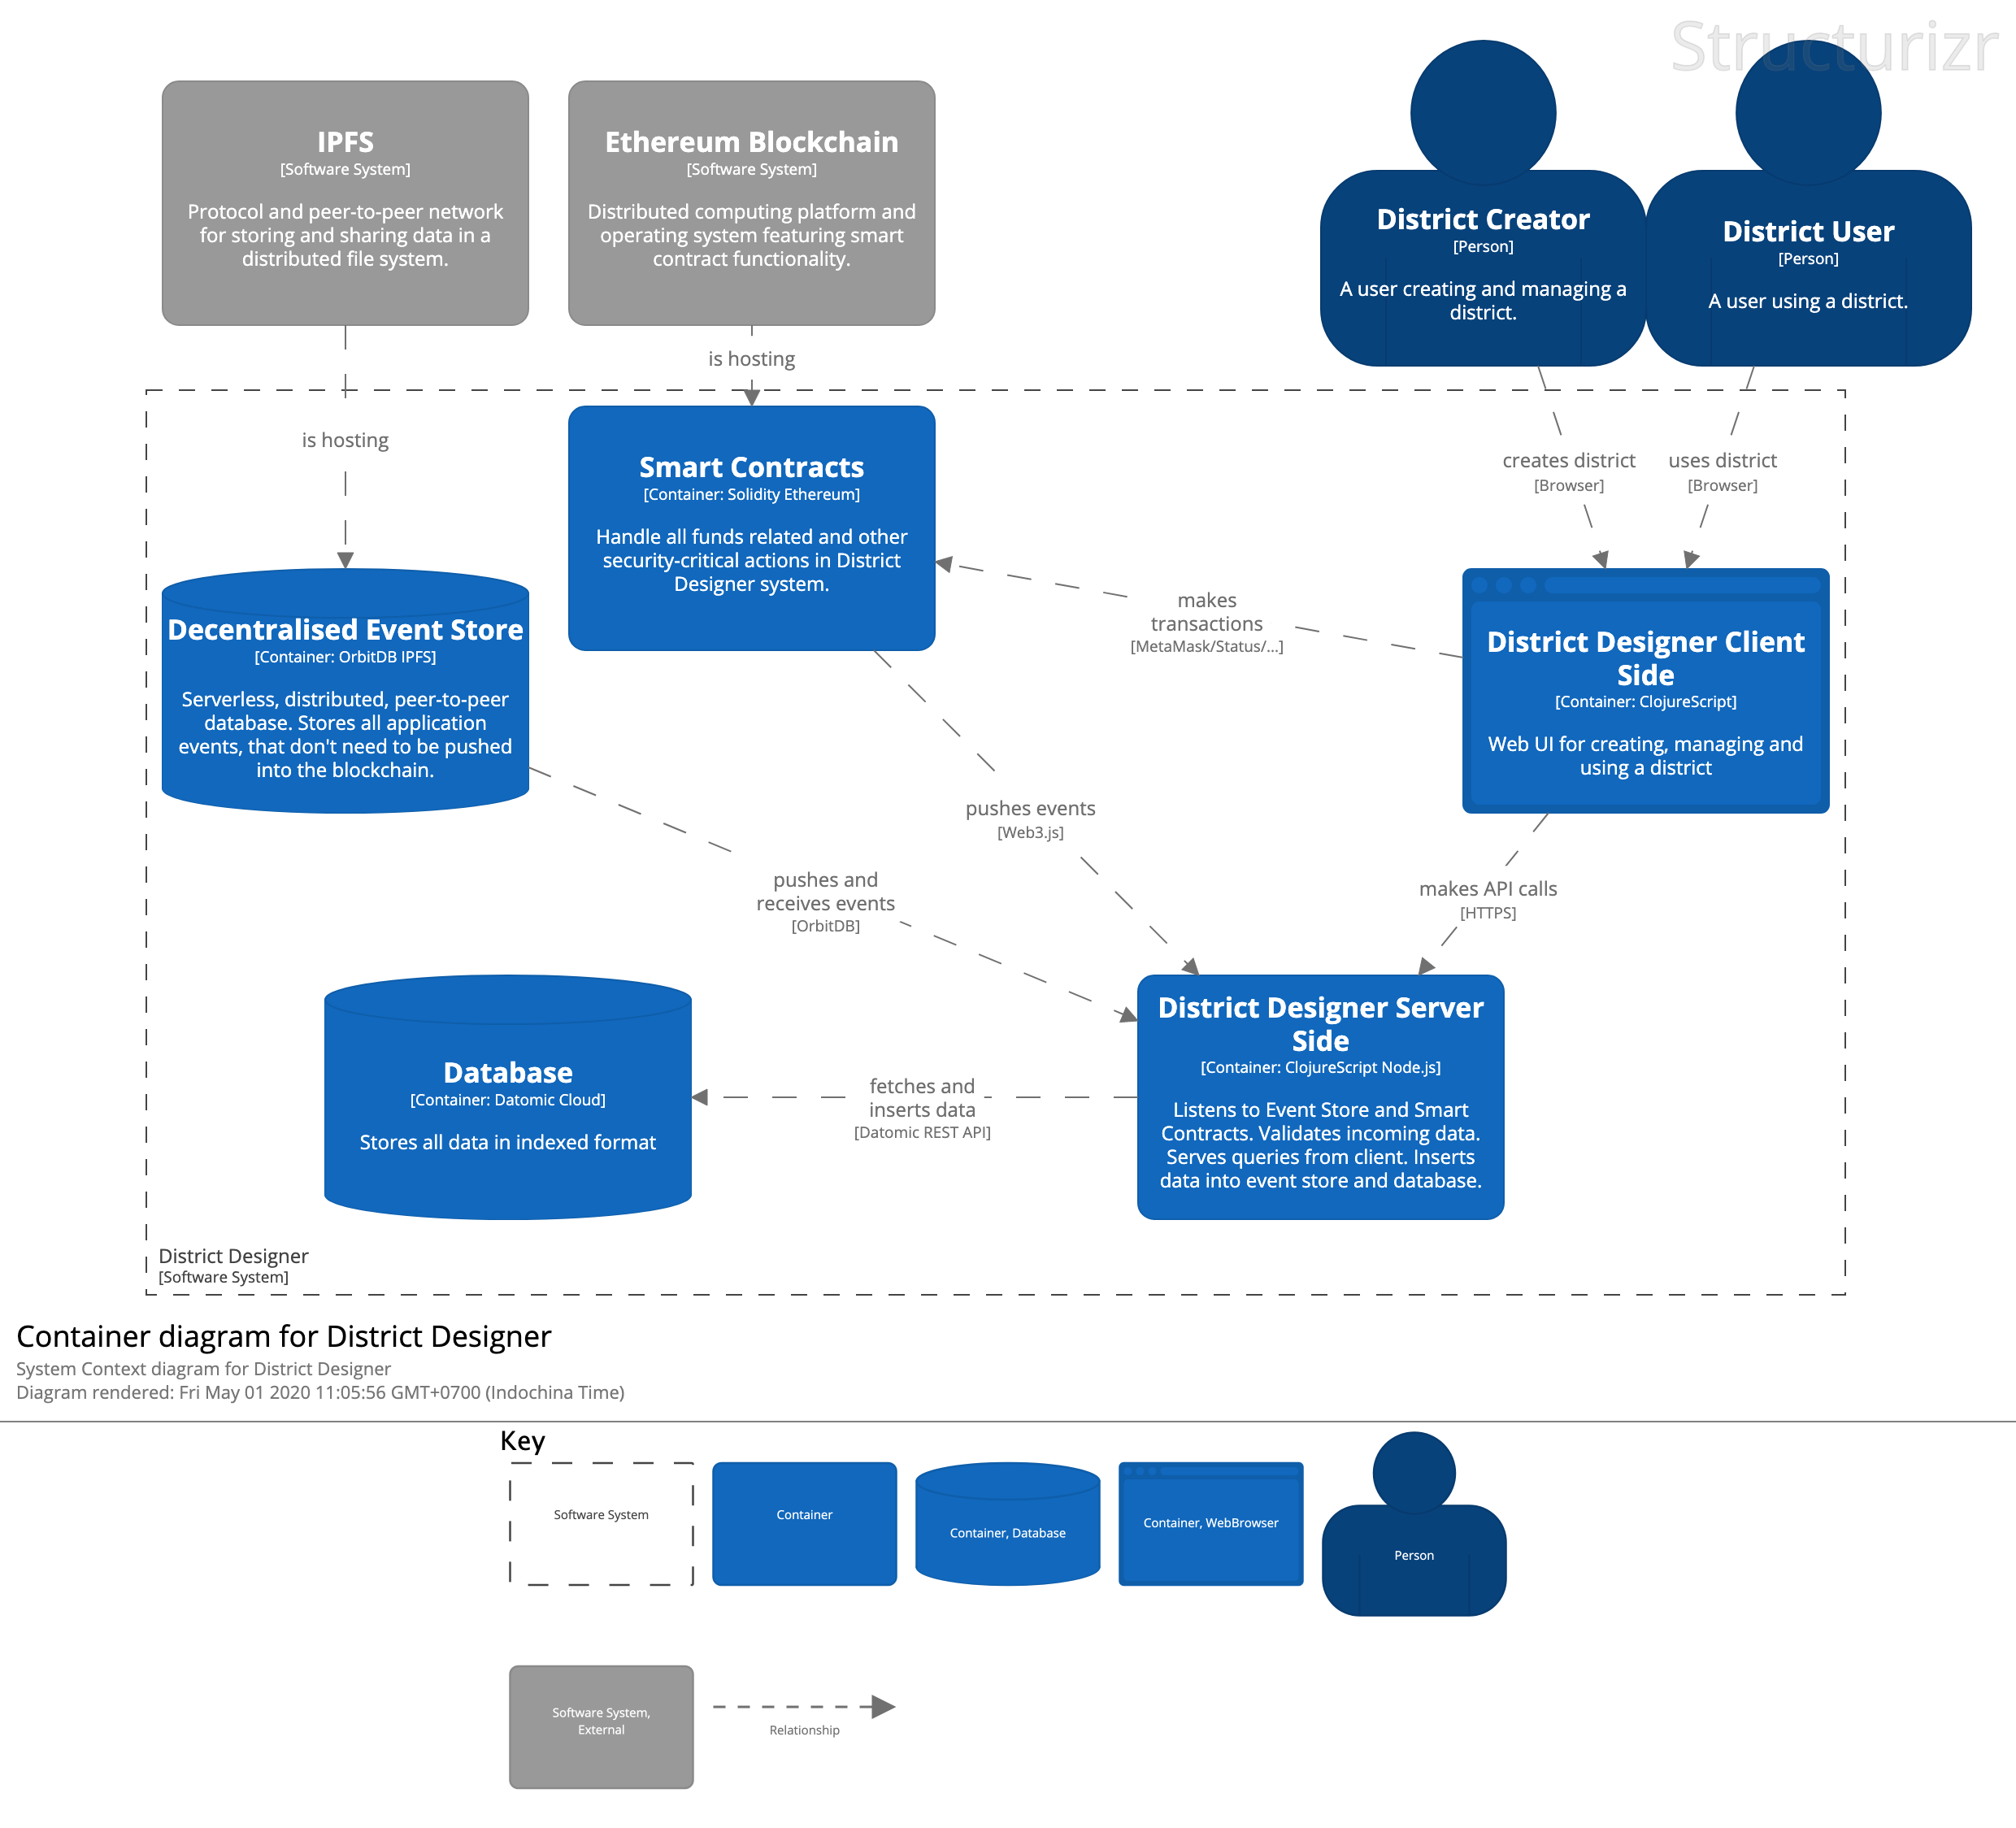 Structurizr
IPFS
[Software System]
Protocol and peer-to-peer network
for storing and sharing data in a
distributed file system.
Ethereum Blockchain
[Software System]
Distributed computing platform and
operating system featuring smart
contract functionality.
District Creator
[Person]
A user creating and managing a
district.
District User
[Person]
A user using a district.
is hosting
is hosting
creates district
[Browser]
uses district
[Browser]
Smart Contracts
[Container: Solidity Ethereum]
Handle all funds related and other
security-critical actions in District
Designer system.
makes
transactions
[MetaMask/Status/...]
Decentralised Event Store
[Container: OrbitDB IPFS]
Serverless, distributed, peer-to-peer
database. Stores all application
events, that don't need to be pushed
into the blockchain.
District Designer Client
Side
[Container: ClojureScript]
Web UI for creating, managing and
using a district
pushes events
[Web3.js]
pushes and
receives events
[OrbitDB]
makes API calls
[HTTPS]
Database
[Container: Datomic Cloud]
Stores all data in indexed format
fetches and
inserts data
[Datomic REST API]
District Designer Server
Side
[Container: ClojureScript Node.js]
Listens to Event Store and Smart
Contracts. Validates incoming data.
Serves queries from client. Inserts
data into event store and database.
District Designer
[Software System]
Container diagram for District Designer
System Context diagram for District Designer
Diagram rendered: Fri May 01 2020 11:05:56 GMT+0700 (Indochina Time)
Key
Software System
Container
Container, Database
Container, WebBrowser
Person
Software System,
External
Relationship